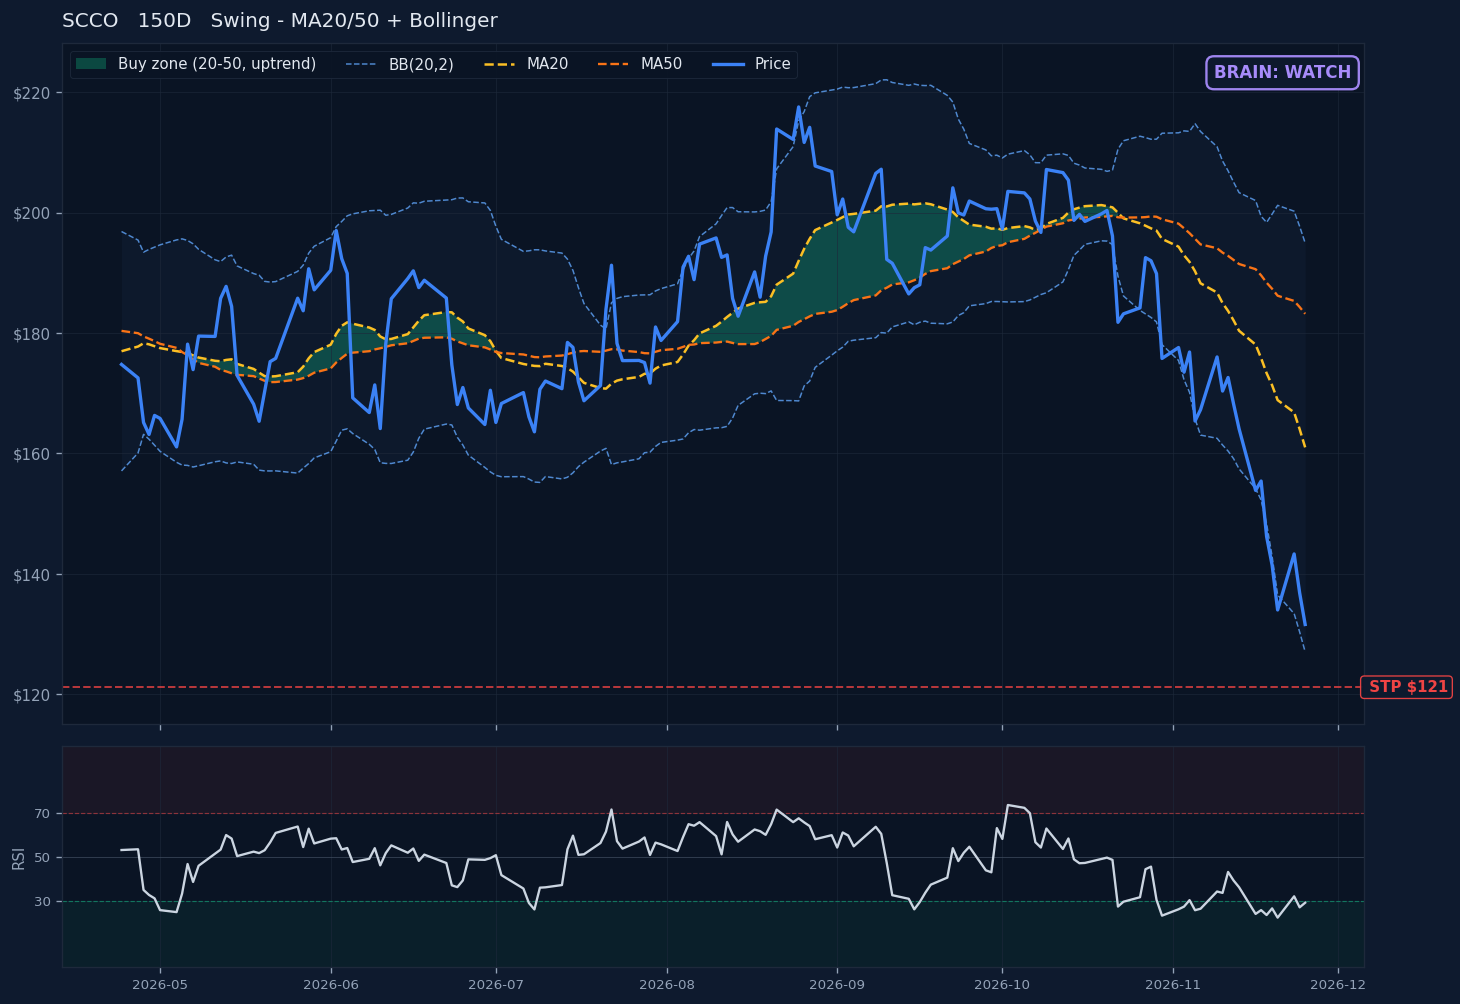 SCCO   150D   Swing - MA20/50 + Bollinger
Buy zone (20-50, uptrend)
BB(20,2)
MA20
MA50
Price
BRAIN: WATCH
$220
$200
$180
$160
$140
$120
STP $121
RSI
70
50
30
2026-05
2026-06
2026-07
2026-08
2026-09
2026-10
2026-11
2026-12